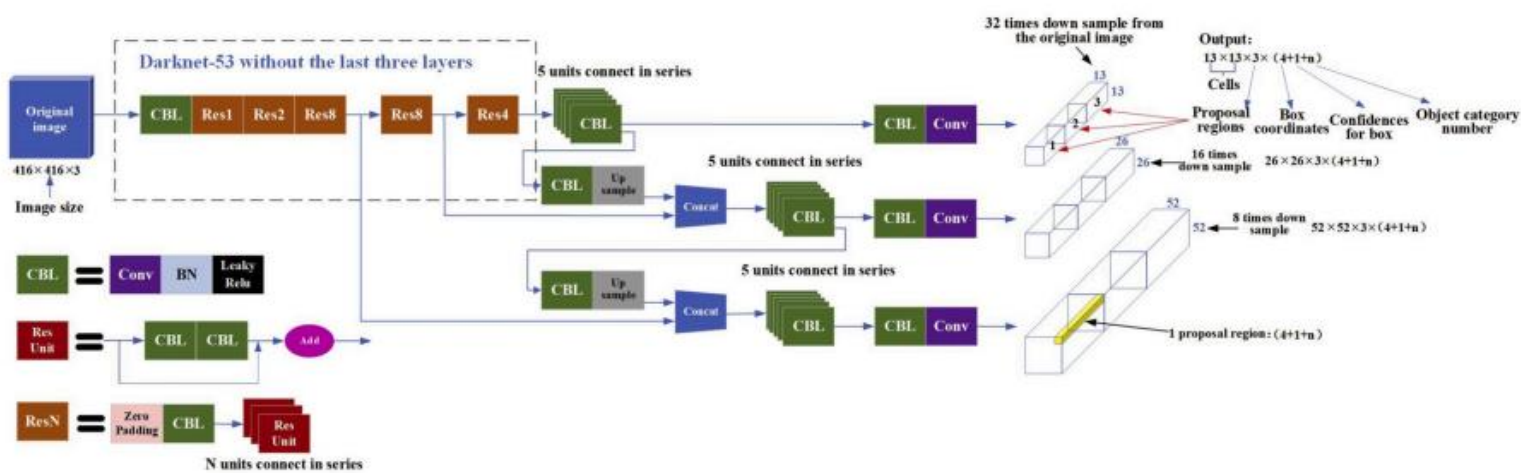 32 times down sample from
the original image
Output:
13×13×3×(4+1+n)
Cells
Darknet-53 without the last three layers
5 units connect in series
13
13
Original
image
CBL
Res1
Res2
Res8
Res8
Res4
CBL
CBL
Conv
1
2
3
Proposal
regions
Box
coordinates
Confidences
for box
Object category
number
416×416×3
Image size
5 units connect in series
26
26
16 times
down sample
26×26×3×(4+1+n)
CBL
Up
sample
Concat
CBL
CBL
Conv
52
52
8 times down
sample
52×52×3×(4+1+n)
CBL
Conv
BN
Leaky
Relu
5 units connect in series
CBL
Up
sample
Concat
CBL
CBL
Conv
1 proposal region:(4+1+n)
Res
Unit
CBL
CBL
Add
ResN
Zero
Padding
CBL
Res
Unit
N units connect in series